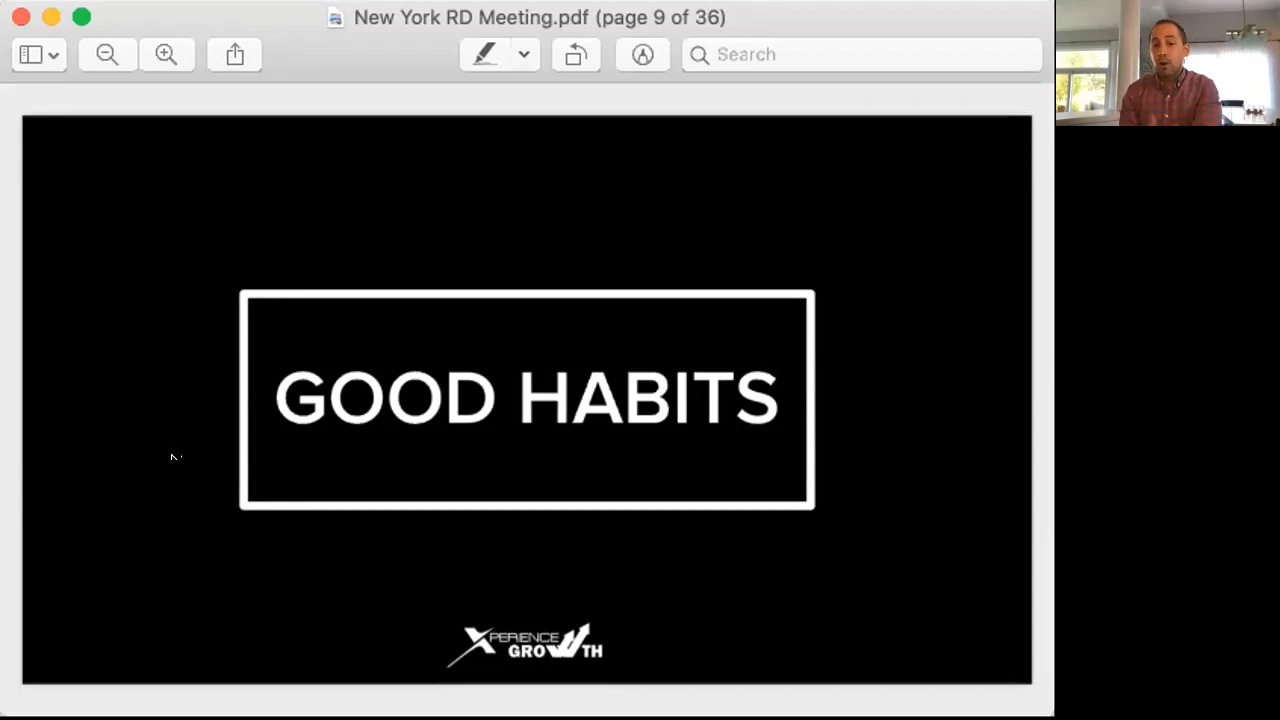 New York RD Meeting.pdf (page 9 of 36)
Search
GOOD HABITS
XPERIENCE
GROWTH